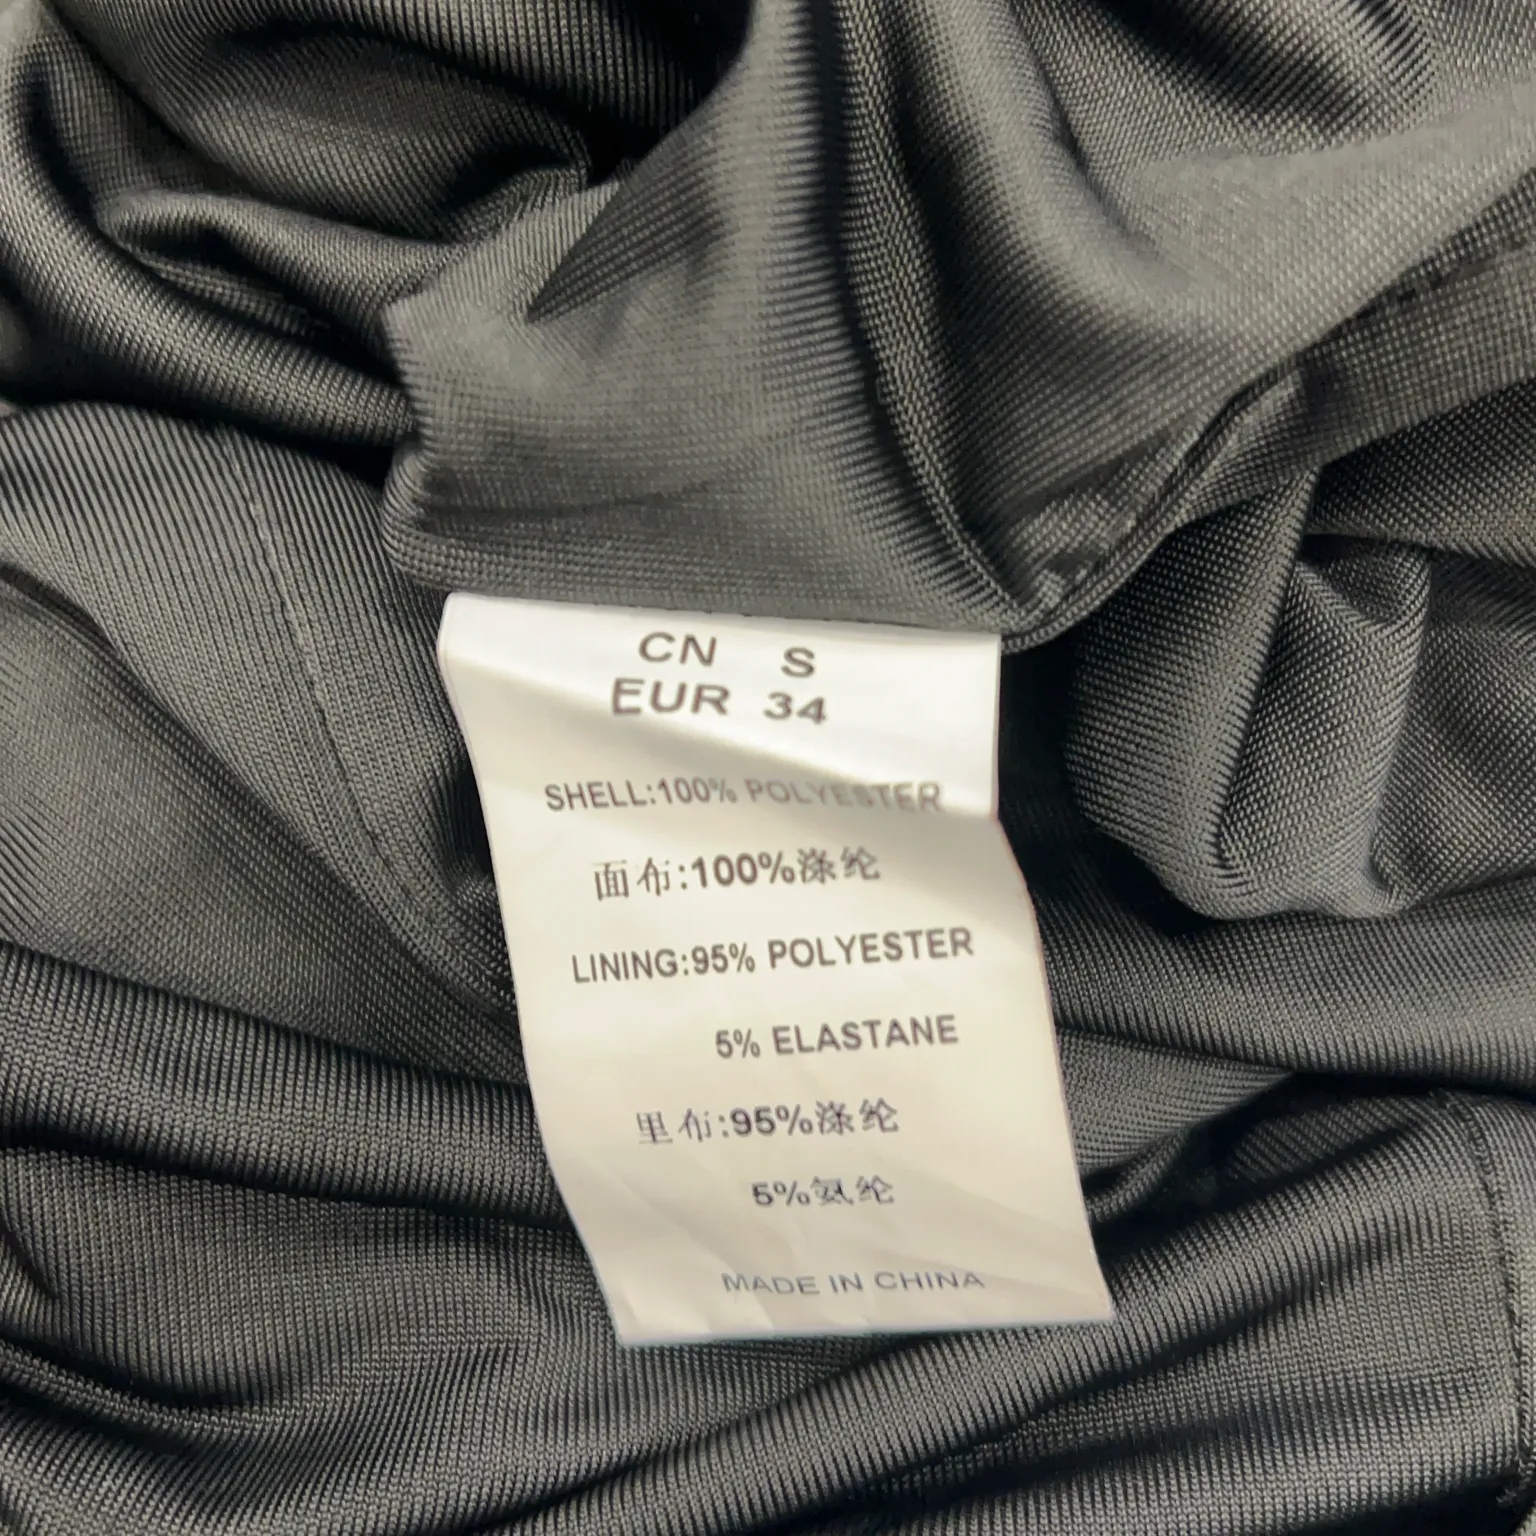 CN S
EUR 34
SHELL:100% POLYESTER
面布:100%涤纶
LINING:95% POLYESTER
5% ELASTANE
里布:95%涤纶
5%氨纶
MADE IN CHINA